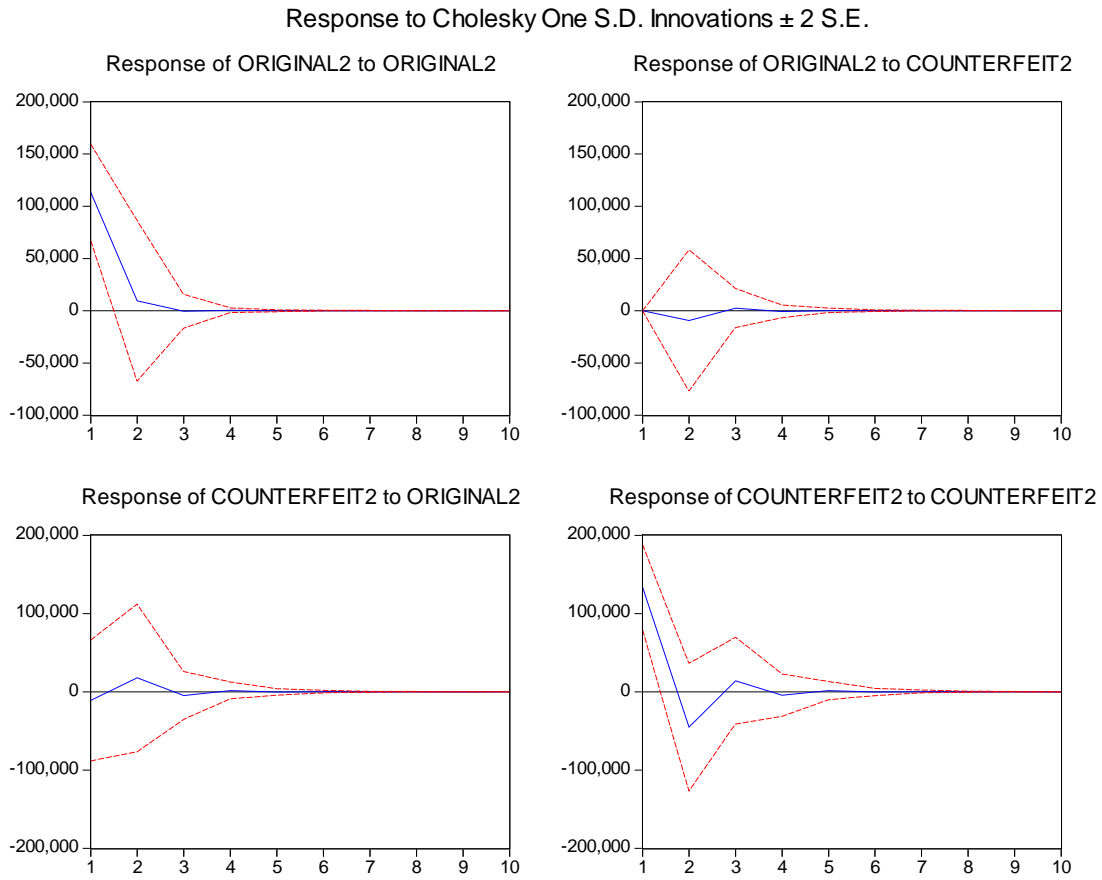 Response to Cholesky One S.D. Innovations ± 2 S.E.
Response of ORIGINAL2 to ORIGINAL2
200,000
150,000
100,000
50,000
0
-50,000
-100,000
1 2 3 4 5 6 7 8 9 10
Response of ORIGINAL2 to COUNTERFEIT2
200,000
150,000
100,000
50,000
0
-50,000
-100,000
1 2 3 4 5 6 7 8 9 10
Response of COUNTERFEIT2 to ORIGINAL2
200,000
100,000
0
-100,000
-200,000
1 2 3 4 5 6 7 8 9 10
Response of COUNTERFEIT2 to COUNTERFEIT2
200,000
100,000
0
-100,000
-200,000
1 2 3 4 5 6 7 8 9 10